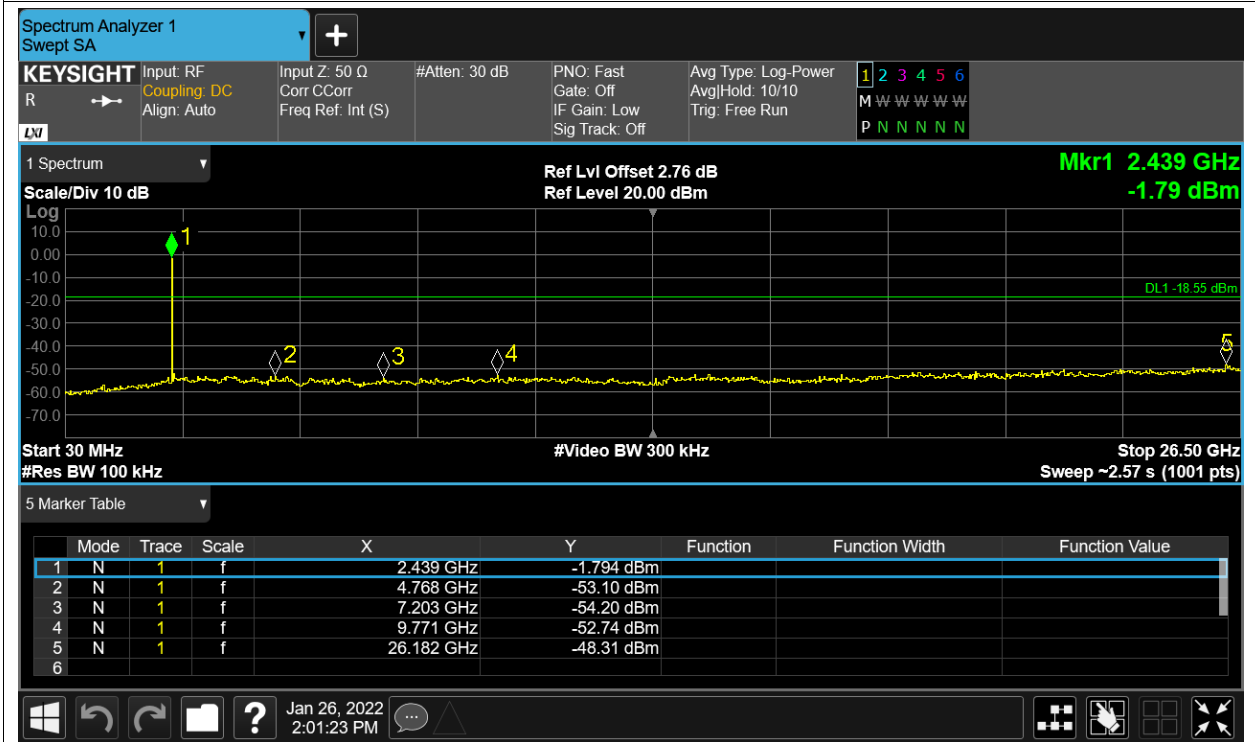 Spectrum Analyzer 1
Swept SA
KEYSIGHT
R
LXI
Input: RF
Coupling: DC
Align: Auto
Input Z: 50 Ω
Corr CCorr
Freq Ref: Int (S)
#Atten: 30 dB
PNO: Fast
Gate: Off
IF Gain: Low
Sig Track: Off
Avg Type: Log-Power
Avg|Hold: 10/10
Trig: Free Run
1 2 3 4 5 6
M W W W W W
P N N N N N
1 Spectrum
Scale/Div 10 dB
Ref Lvl Offset 2.76 dB
Ref Level 20.00 dBm
Mkr1 2.439 GHz
-1.79 dBm
Log
10.0
0.00
-10.0
-20.0
-30.0
-40.0
-50.0
-60.0
-70.0
1
2
3
4
5
DL1 -18.55 dBm
Start 30 MHz
#Res BW 100 kHz
#Video BW 300 kHz
Stop 26.50 GHz
Sweep ~2.57 s (1001 pts)
5 Marker Table
Mode Trace Scale X Y Function Function Width Function Value
1 N 1 f 2.439 GHz -1.794 dBm
2 N 1 f 4.768 GHz -53.10 dBm
3 N 1 f 7.203 GHz -54.20 dBm
4 N 1 f 9.771 GHz -52.74 dBm
5 N 1 f 26.182 GHz -48.31 dBm
6
?
Jan 26, 2022
2:01:23 PM